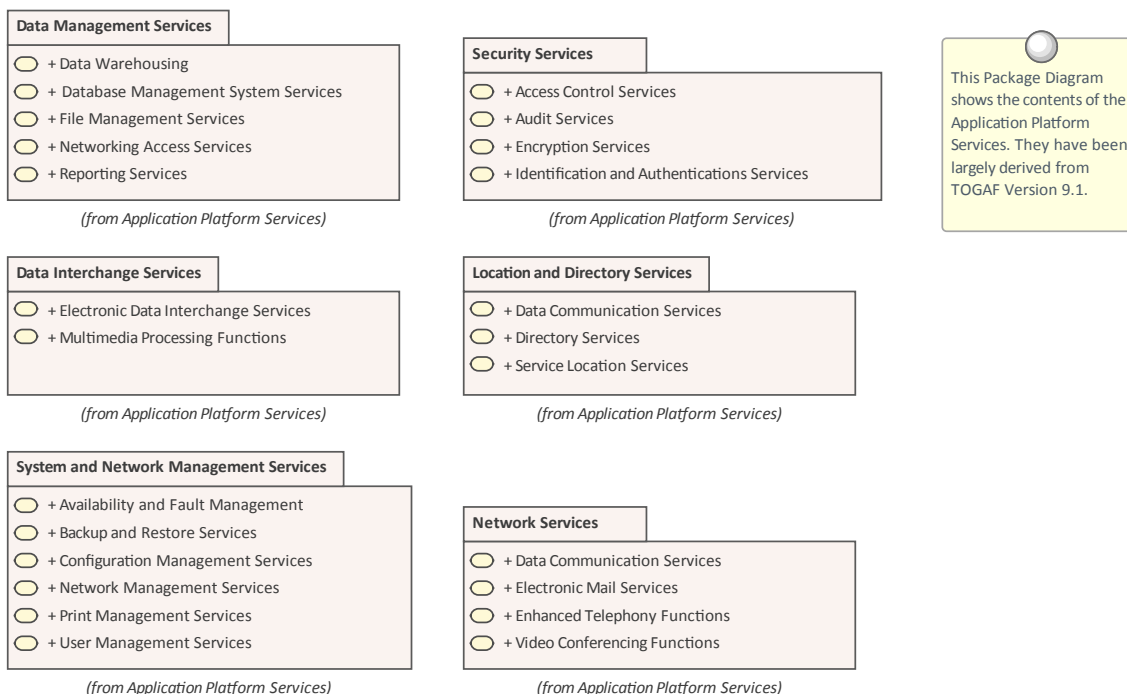 Data Management Services
+ Data Warehousing
+ Database Management System Services
+ File Management Services
+ Networking Access Services
+ Reporting Services
(from Application Platform Services)
Security Services
+ Access Control Services
+ Audit Services
+ Encryption Services
+ Identification and Authentications Services
(from Application Platform Services)
This Package Diagram
shows the contents of the
Application Platform
Services. They have been
largely derived from
TOGAF Version 9.1.
Data Interchange Services
+ Electronic Data Interchange Services
+ Multimedia Processing Functions
(from Application Platform Services)
Location and Directory Services
+ Data Communication Services
+ Directory Services
+ Service Location Services
(from Application Platform Services)
System and Network Management Services
+ Availability and Fault Management
+ Backup and Restore Services
+ Configuration Management Services
+ Network Management Services
+ Print Management Services
+ User Management Services
(from Application Platform Services)
Network Services
+ Data Communication Services
+ Electronic Mail Services
+ Enhanced Telephony Functions
+ Video Conferencing Functions
(from Application Platform Services)